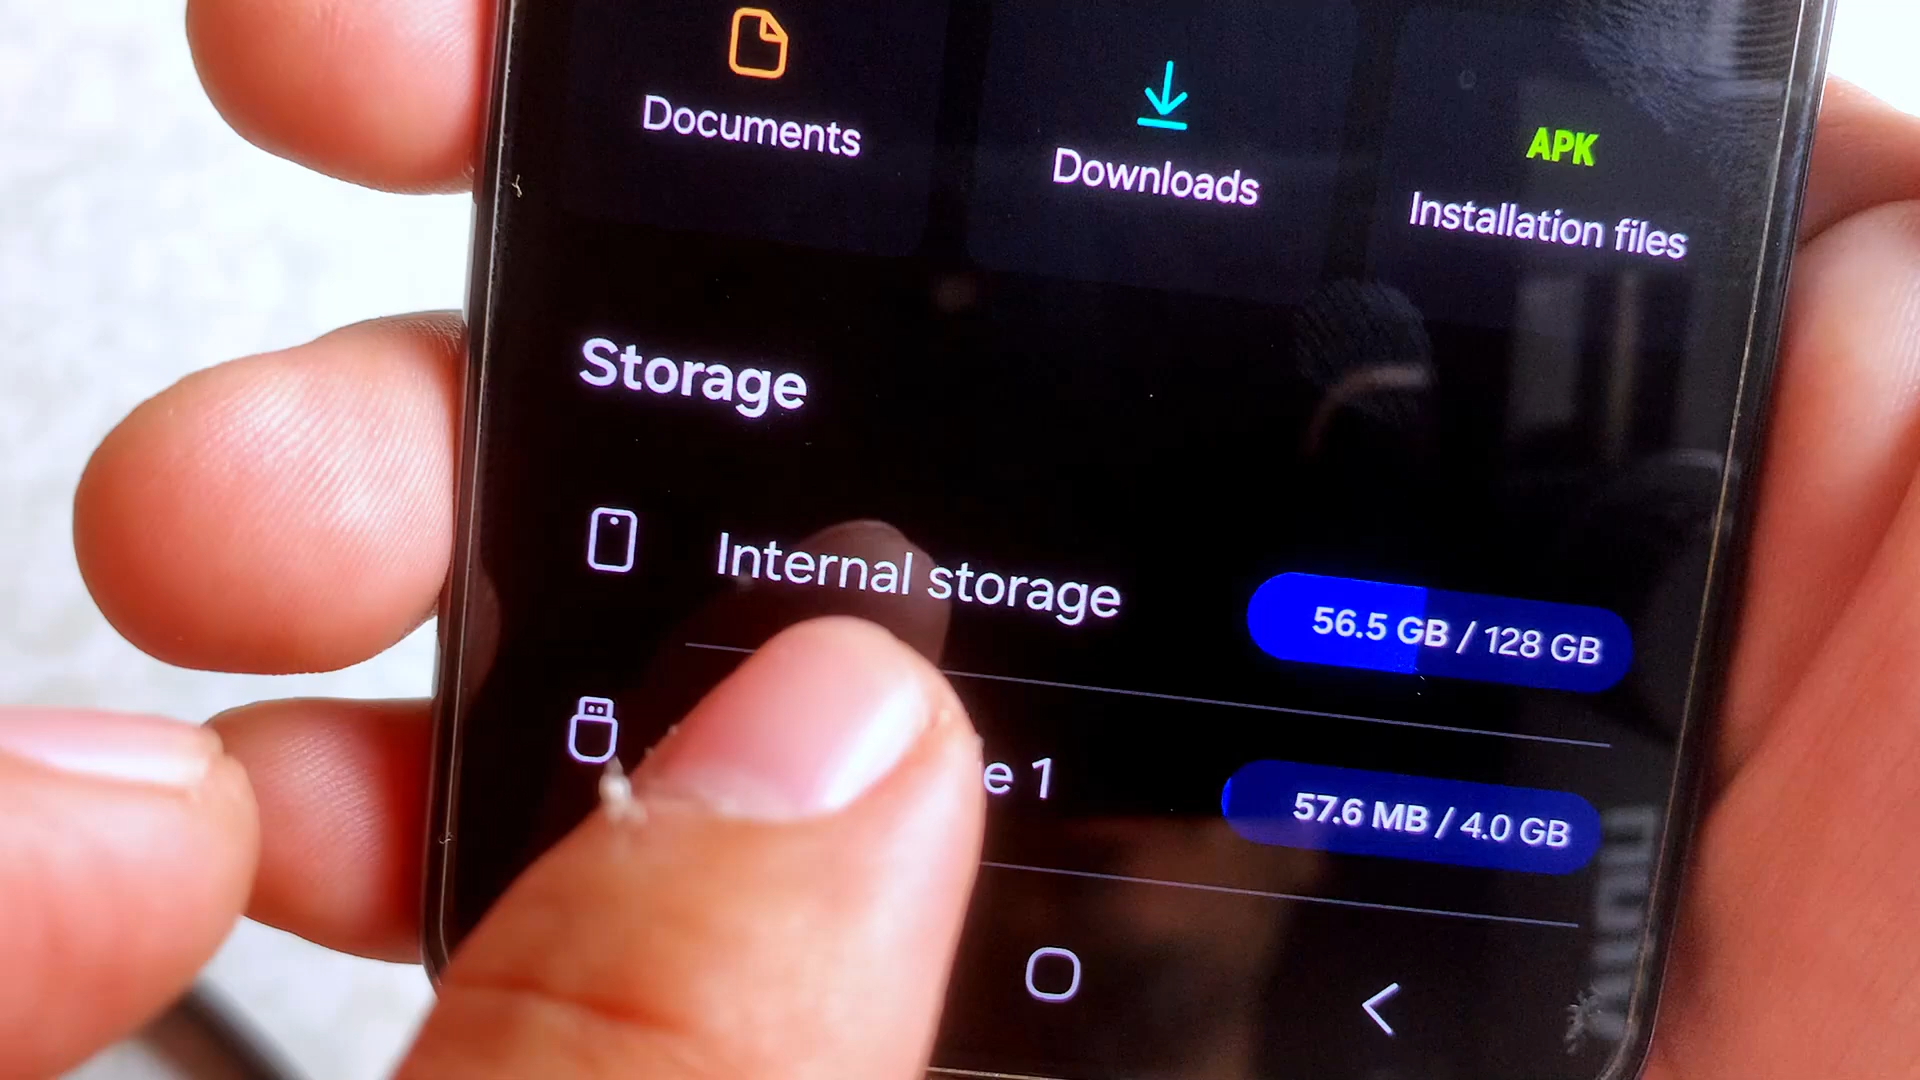 Documents
Downloads
APK
Installation files
Storage
Internal storage
56.5 GB / 128 GB
e 1
57.6 MB / 4.0 GB